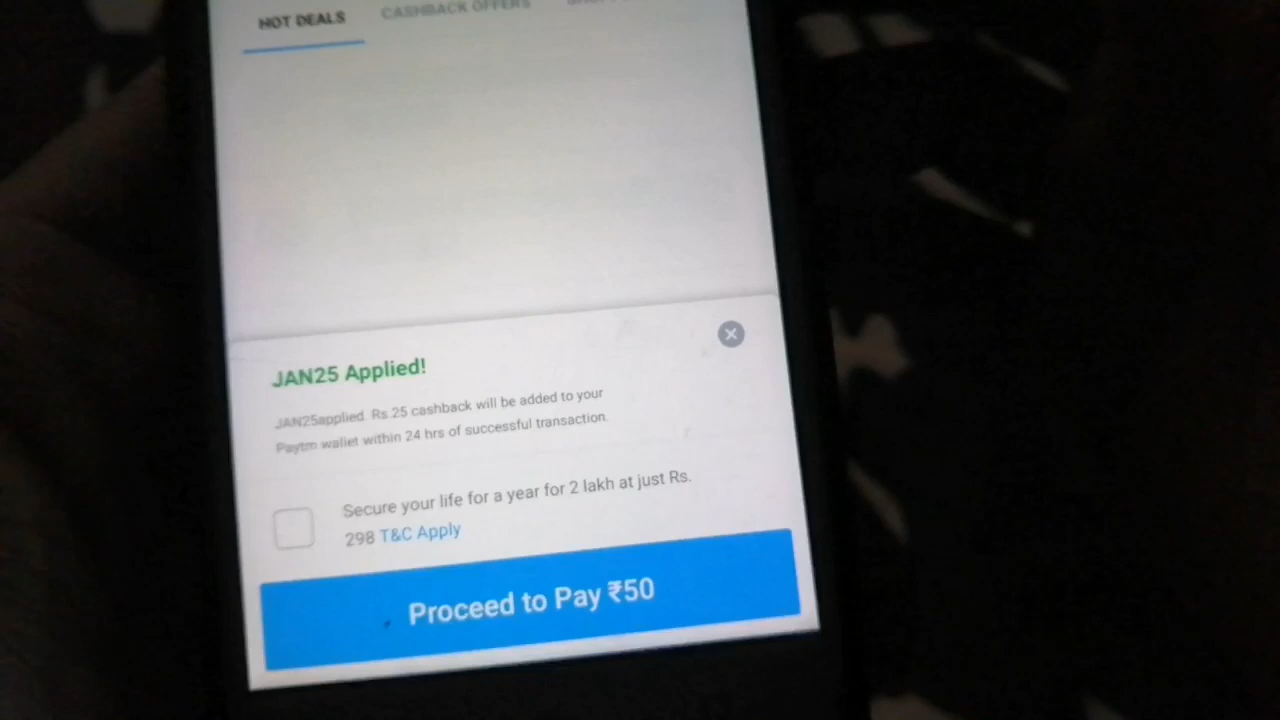 HOT DEALS
CASHBACK OFFERS
JAN25 Applied!
JAN25applied. Rs.25 cashback will be added to your
Paytm wallet within 24 hrs of successful transaction.
Secure your life for a year for 2 lakh at just Rs.
298 T&C Apply
Proceed to Pay ₹50